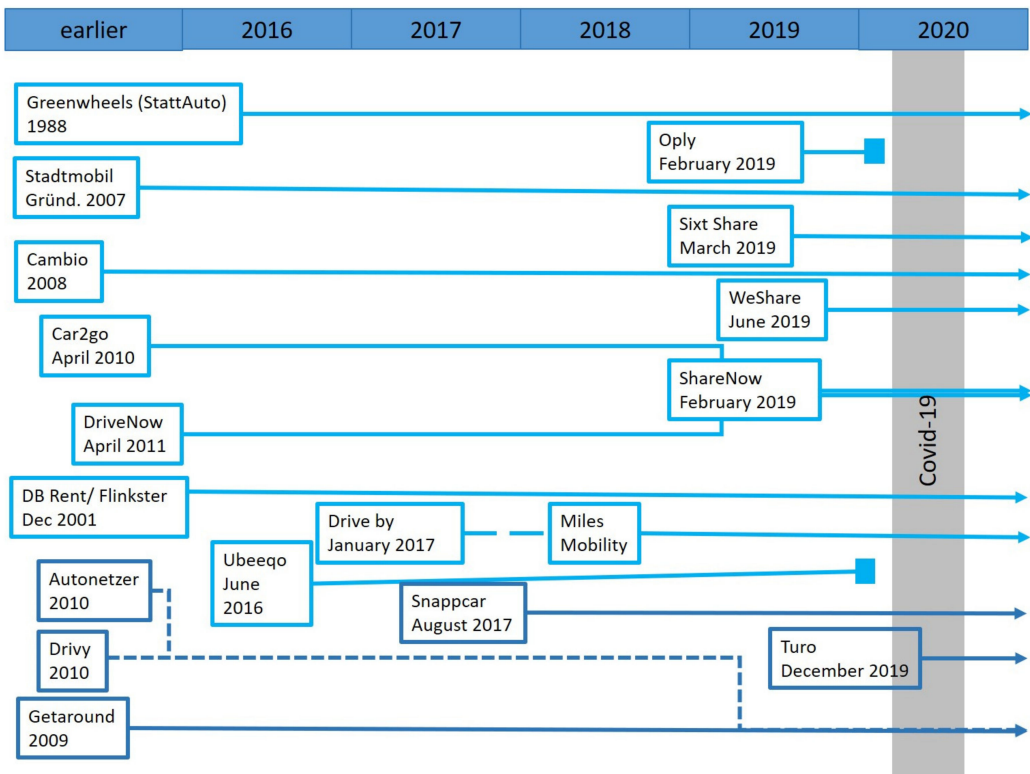 earlier
2016
2017
2018
2019
2020
Greenwheels (StattAuto)
1988
Oply
February 2019
Stadtmobil
Gründ. 2007
Sixt Share
March 2019
Cambio
2008
WeShare
June 2019
Car2go
April 2010
ShareNow
February 2019
DriveNow
April 2011
Covid-19
DB Rent/ Flinkster
Dec 2001
Drive by
January 2017
Miles
Mobility
Ubeeqo
June
2016
Autonetzer
2010
Snappcar
August 2017
Drivy
2010
Turo
December 2019
Getaround
2009